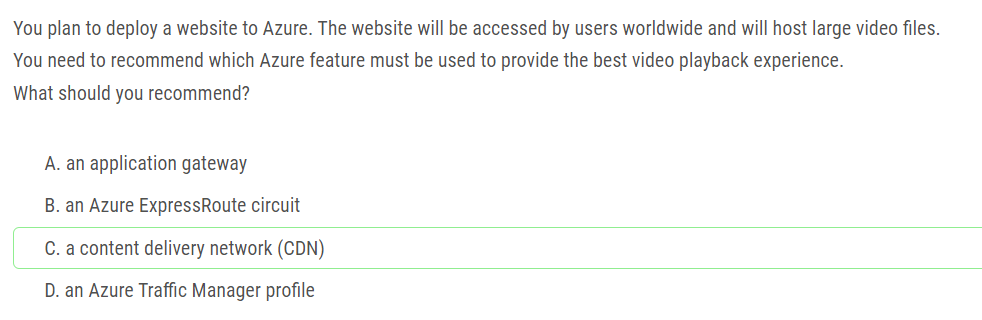 You plan to deploy a website to Azure. The website will be accessed by users worldwide and will host large video files.
You need to recommend which Azure feature must be used to provide the best video playback experience.
What should you recommend?
A. an application gateway
B. an Azure ExpressRoute circuit
C. a content delivery network (CDN)
D. an Azure Traffic Manager profile